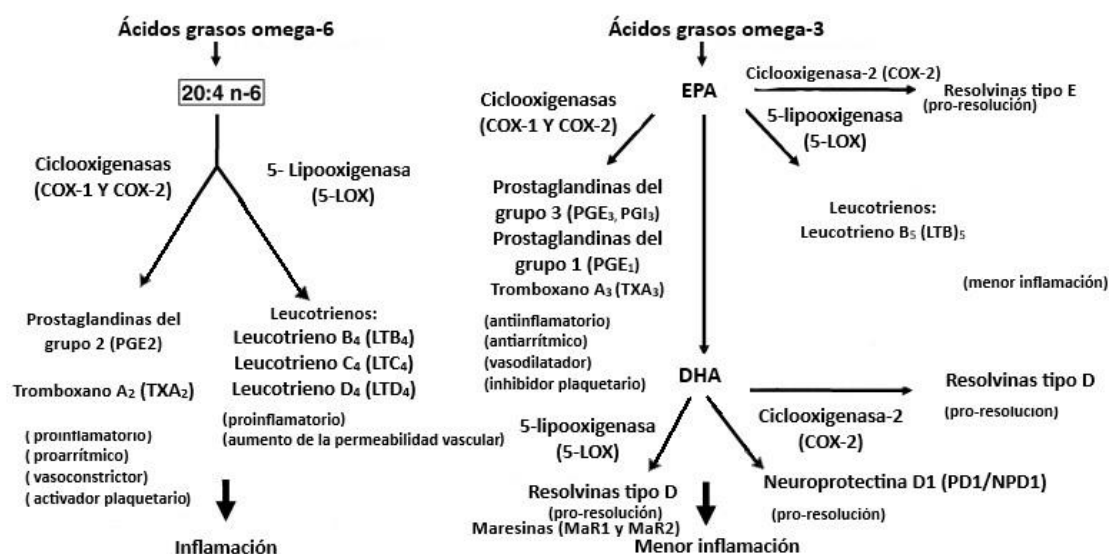 Ácidos grasos omega-6
20:4 n-6
Ciclooxigenasas
(COX-1 Y COX-2)
5- Lipooxigenasa
(5-LOX)
Prostaglandinas del
grupo 2 (PGE2)
Tromboxano A₂ (TXA₂)
( proinflamatorio)
( proarrítmico)
( vasoconstrictor)
( activador plaquetario)
Leucotrienos:
Leucotrieno B₄ (LTB₄)
Leucotrieno C₄ (LTC₄)
Leucotrieno D₄ (LTD₄)
(proinflamatorio)
(aumento de la permeabilidad vascular)
Inflamación
Ácidos grasos omega-3
EPA
Ciclooxigenasa-2 (COX-2)
Resolvinas tipo E
(pro-resolución)
Ciclooxigenasas
(COX-1 Y COX-2)
5-lipooxigenasa
(5-LOX)
Prostaglandinas del
grupo 3 (PGE₃, PGI₃)
Prostaglandinas del
grupo 1 (PGE₁)
Tromboxano A₃ (TXA₃)
(antiinflamatorio)
(antiarrítmico)
(vasodilatador)
(inhibidor plaquetario)
Leucotrienos:
Leucotrieno B₅ (LTB)₅
(menor inflamación)
DHA
Resolvinas tipo D
(pro-resolución)
5-lipooxigenasa
(5-LOX)
Ciclooxigenasa-2
(COX-2)
Resolvinas tipo D
(pro-resolución)
Maresinas (MaR1 y MaR2)
Neuroprotectina D1 (PD1/NPD1)
(pro-resolución)
Menor inflamación